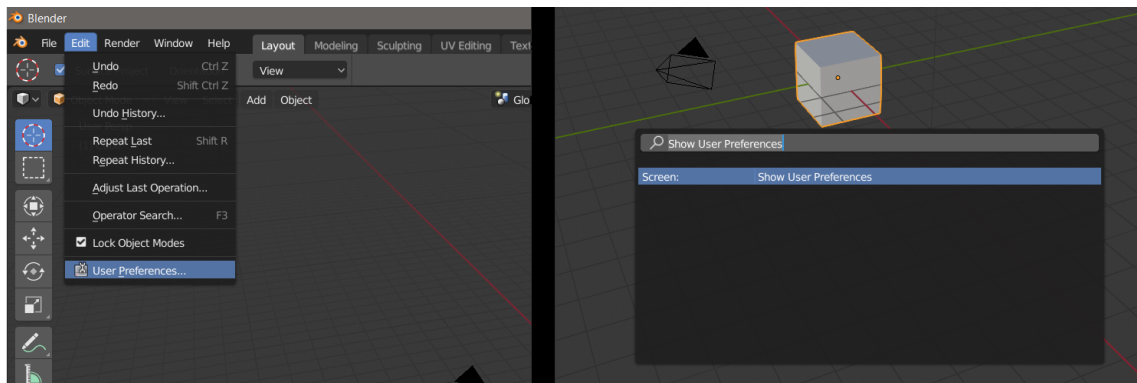 Blender
File Edit Render Window Help Layout Modeling Sculpting UV Editing
View
Add Object Glo
Undo Ctrl Z
Redo Shift Ctrl Z
Undo History...
Repeat Last Shift R
Repeat History...
Adjust Last Operation...
Operator Search... F3
Lock Object Modes
User Preferences...
Show User Preferences
Screen: Show User Preferences